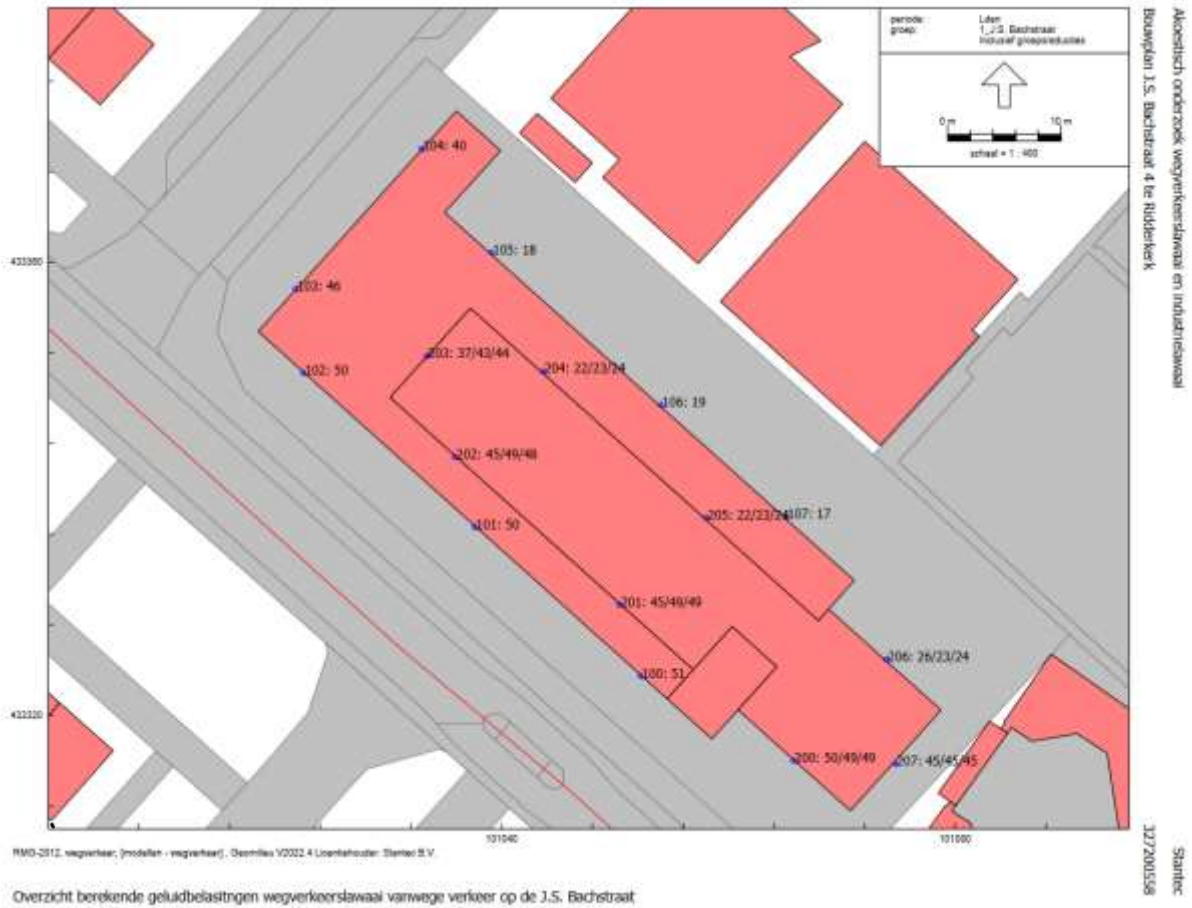 periode: Lden
groep: 1_J.S. Bachstraat
Inclusief groepsreducties
0 m 10 m
schaal = 1 : 400
104: 40
105: 18
103: 46
203: 37/43/44
204: 22/23/24
102: 50
106: 19
202: 45/49/48
205: 22/23/24
107: 17
101: 50
201: 45/49/49
206: 26/23/24
100: 51
200: 50/49/49
207: 45/45/45
433360
433320
101040
101080
RMG-2012, wegverkeer, [modellen - wegverkeer] , Geomilieu V2022.4 Licentiehouder: Stantec B.V.
Overzicht berekende geluidbelasitngen wegverkeerslawaai vanwege verkeer op de J.S. Bachstraat
Akoestisch onderzoek wegverkeerslawaai en industrielawaai
Bouwplan J.S. Bachstraat 4 te Ridderkerk
Stantec
327200558